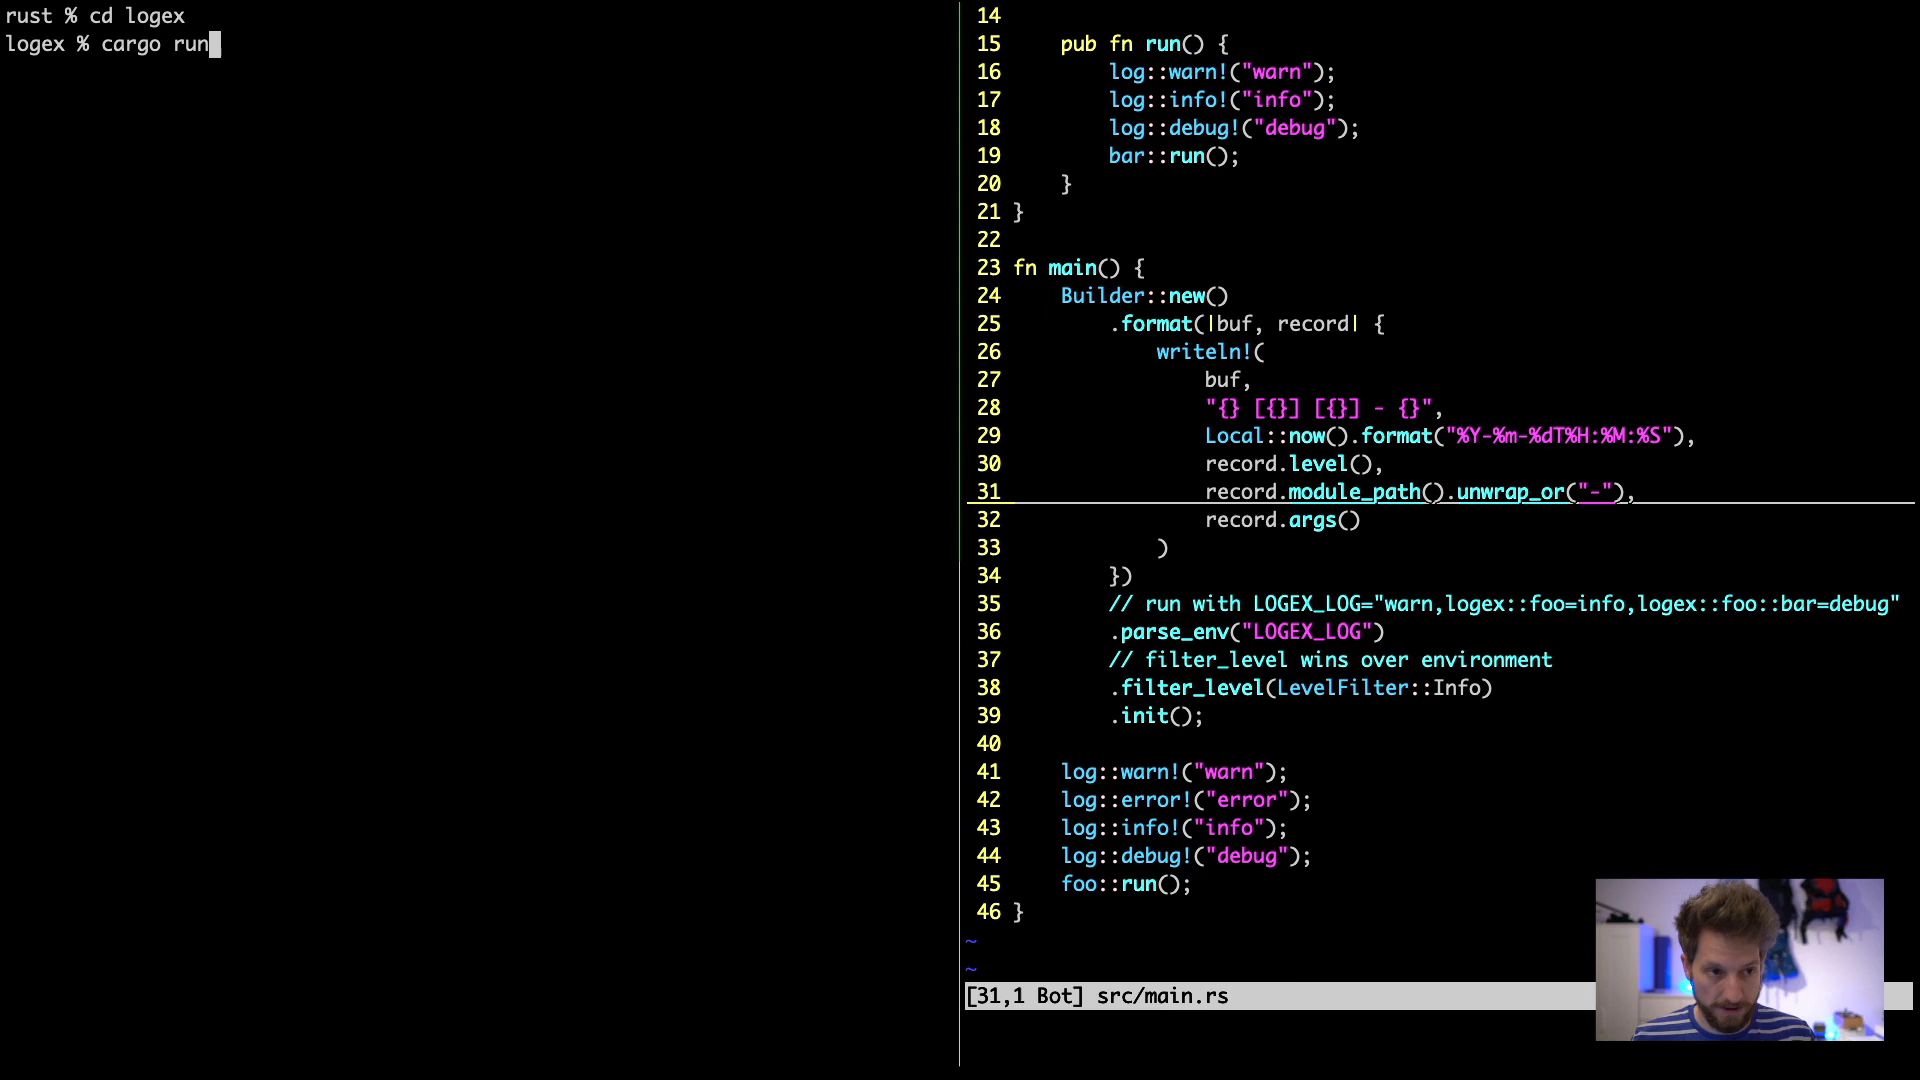 rust % cd logex
logex % cargo run
14
15     pub fn run() {
16         log::warn!("warn");
17         log::info!("info");
18         log::debug!("debug");
19         bar::run();
20     }
21 }
22
23 fn main() {
24     Builder::new()
25         .format(|buf, record| {
26             writeln!(
27                 buf,
28                 "{} [{}] [{}] - {}",
29                 Local::now().format("%Y-%m-%dT%H:%M:%S"),
30                 record.level(),
31                 record.module_path().unwrap_or("-"),
32                 record.args()
33             )
34         })
35         // run with LOGEX_LOG="warn,logex::foo=info,logex::foo::bar=debug"
36         .parse_env("LOGEX_LOG")
37         // filter_level wins over environment
38         .filter_level(LevelFilter::Info)
39         .init();
40
41     log::warn!("warn");
42     log::error!("error");
43     log::info!("info");
44     log::debug!("debug");
45     foo::run();
46 }
~
~
[31,1 Bot] src/main.rs